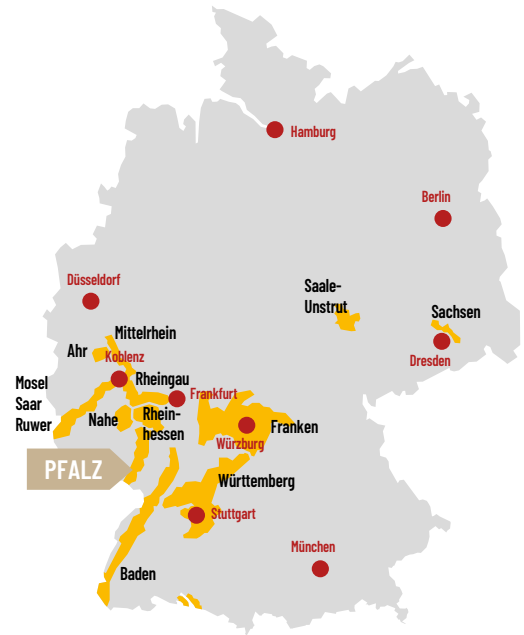 Hamburg
Berlin
Düsseldorf
Saale-
Unstrut
Sachsen
Mittelrhein
Ahr
Koblenz
Dresden
Mosel
Saar
Ruwer
Rheingau
Frankfurt
Nahe
Rhein-
hessen
Franken
Würzburg
PFALZ
Württemberg
Stuttgart
München
Baden